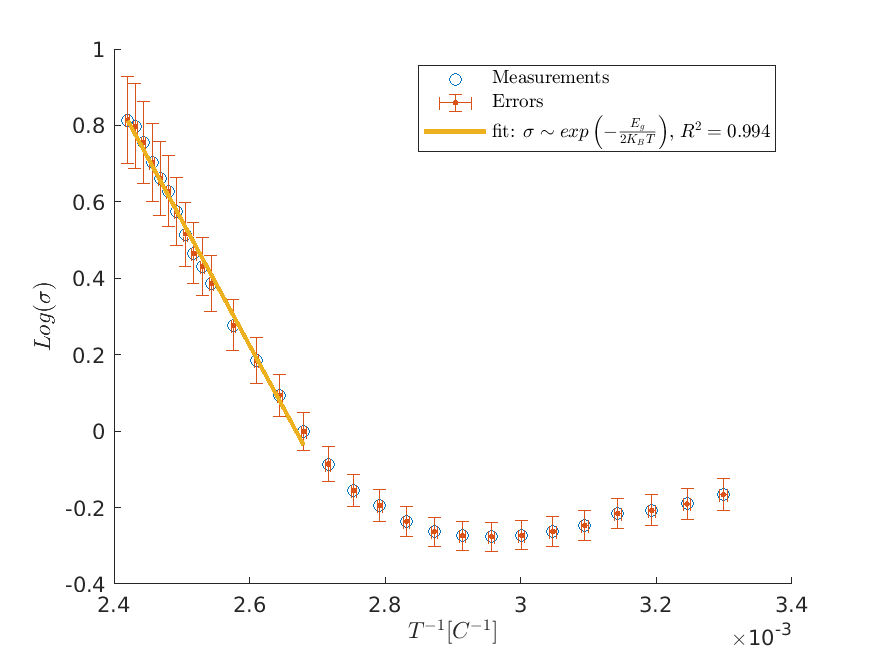 1
0.8
0.6
0.4
0.2
0
-0.2
-0.4
Log(σ)
Measurements
Errors
fit: σ ∼ exp(−E_g/2K_BT), R² = 0.994
2.4 2.6 2.8 3 3.2 3.4
T⁻¹[C⁻¹]
×10⁻³